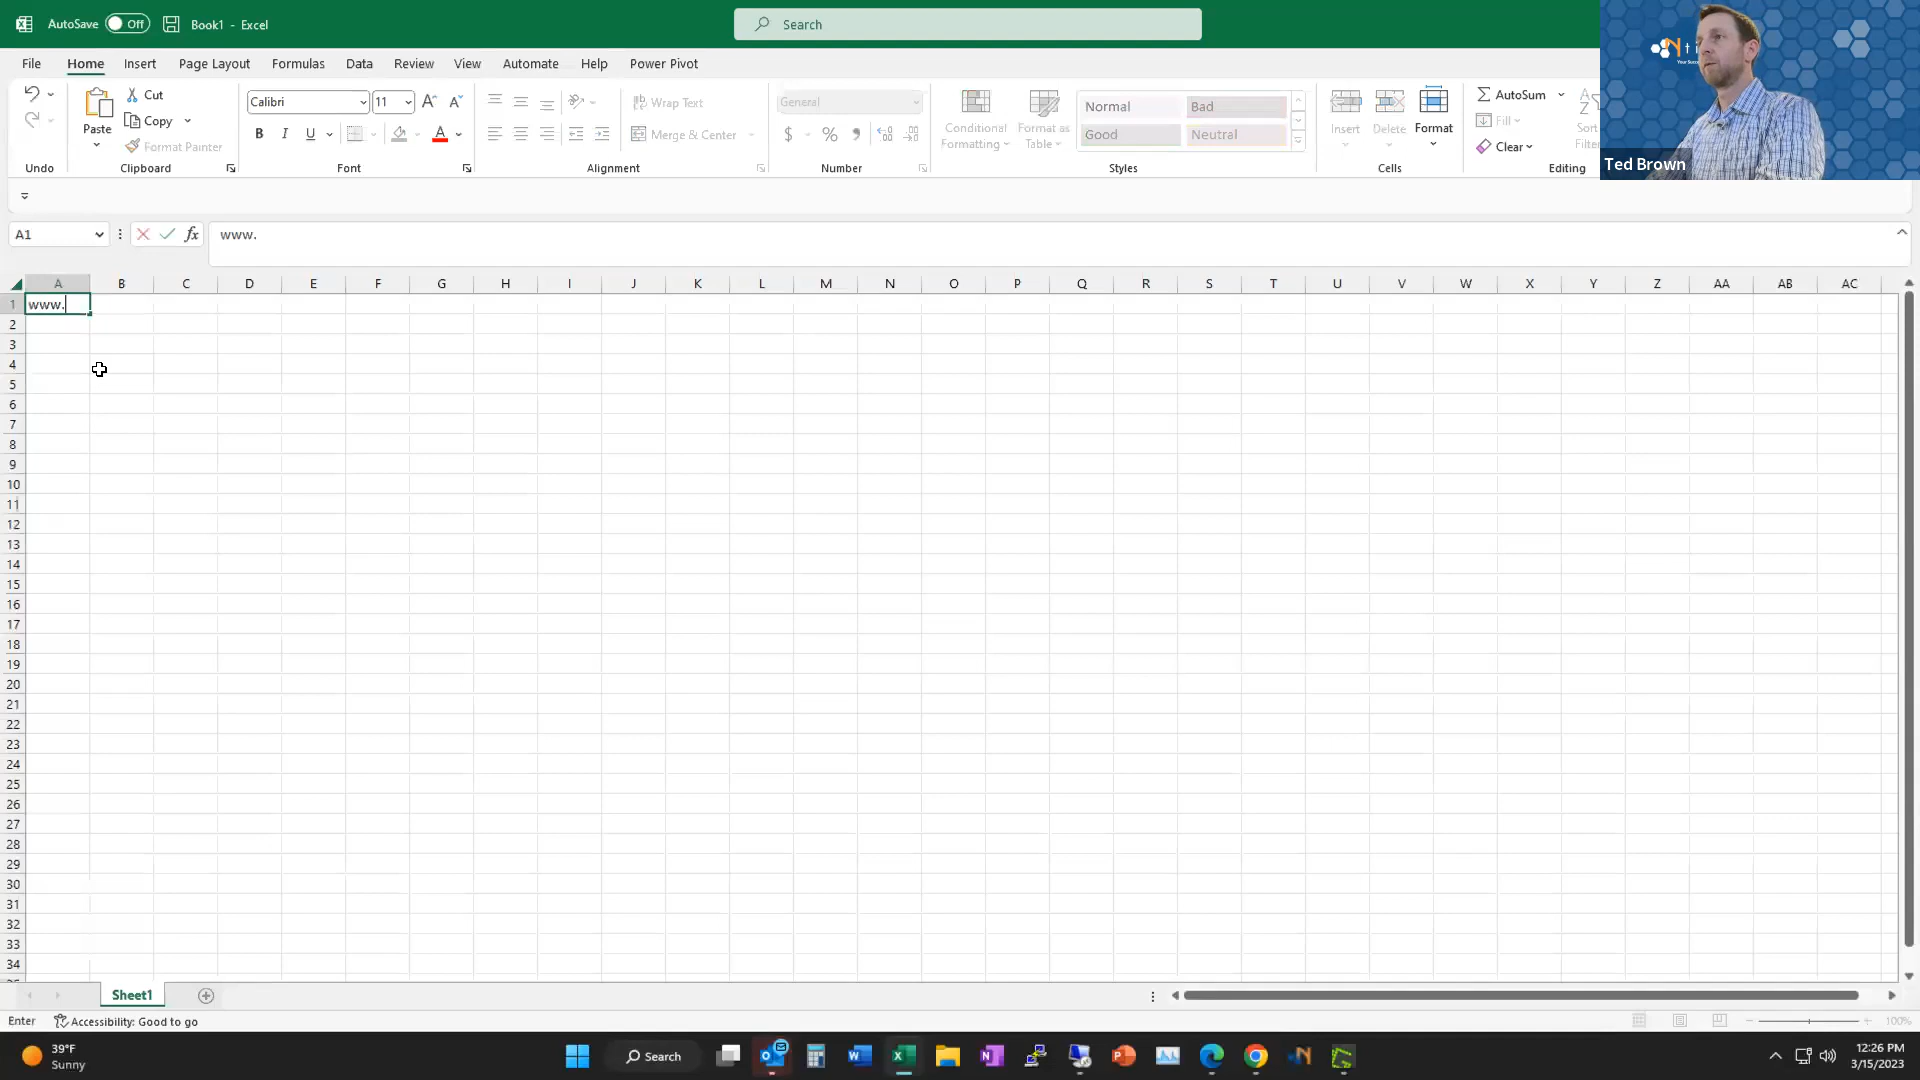 AutoSave Off Book1 - Excel Search
File Home Insert Page Layout Formulas Data Review View Automate Help Power Pivot
Cut
Copy
Paste
Format Painter
Calibri 11
B I U A
Wrap Text
Merge & Center
General
$ %
Conditional Formatting
Format as Table
Normal Bad
Good Neutral
Insert Delete Format
AutoSum
Fill
Clear
Sort
Undo Clipboard Font Alignment Number Styles Cells Editing
Ted Brown
A1 fx www.
A B C D E F G H I J K L M N O P Q R S T U V W X Y Z AA AB AC
1 www.
2
3
4
5
6
7
8
9
10
11
12
13
14
15
16
17
18
19
20
21
22
23
24
25
26
27
28
29
30
31
32
33
34
Sheet1
Enter Accessibility: Good to go 100%
39°F
Sunny
Search
12:26 PM
3/15/2023